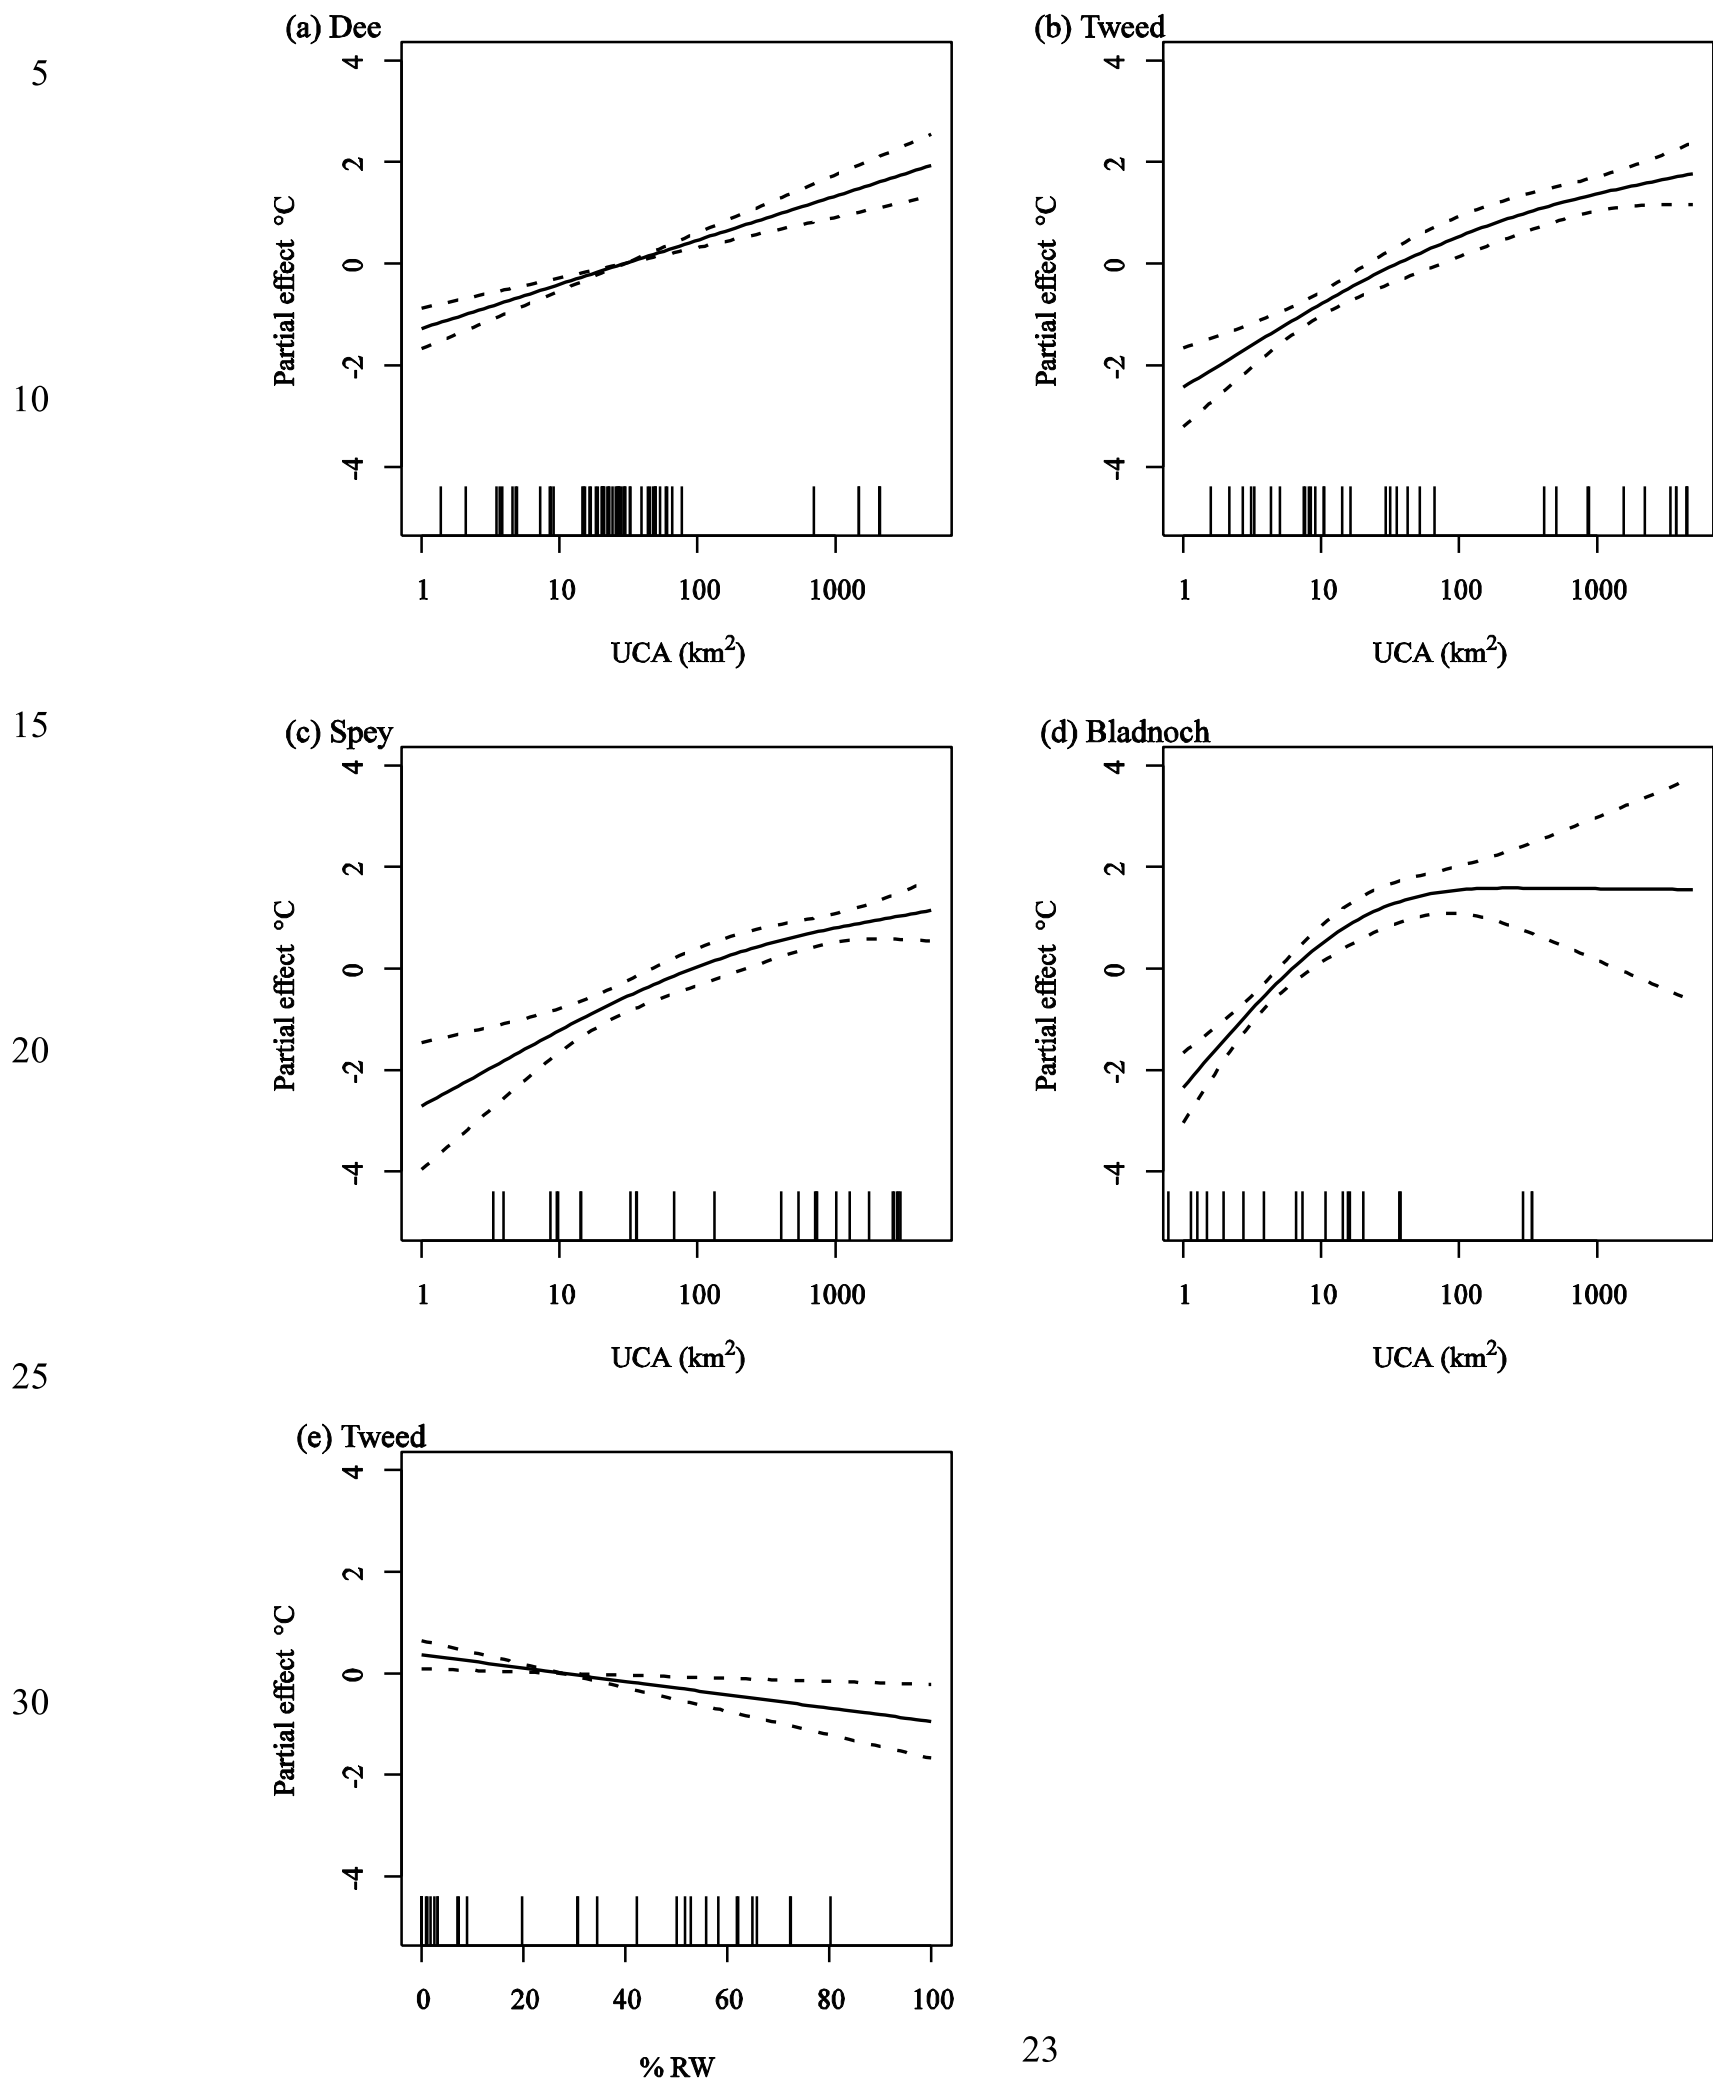 (a) Dee
(b) Tweed
5
10
15
20
25
30
4
2
0
-2
-4
Partial effect °C
1 10 100 1000
UCA (km²)
4
2
0
-2
-4
Partial effect °C
1 10 100 1000
UCA (km²)
(c) Spey
(d) Bladnoch
4
2
0
-2
-4
Partial effect °C
1 10 100 1000
UCA (km²)
4
2
0
-2
-4
Partial effect °C
1 10 100 1000
UCA (km²)
(e) Tweed
4
2
0
-2
-4
Partial effect °C
0 20 40 60 80 100
% RW
23